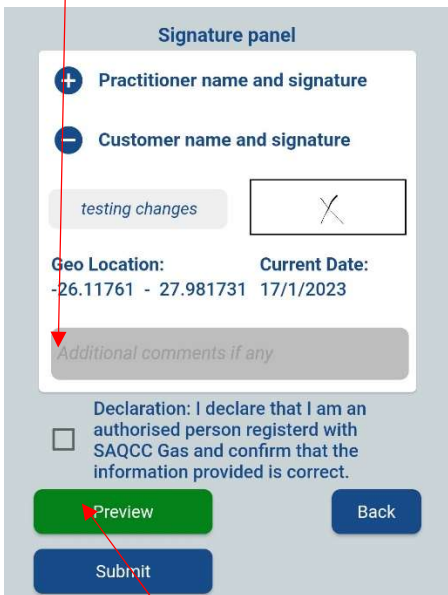 Signature panel
Practitioner name and signature
Customer name and signature
testing changes
X
Geo Location: Current Date:
-26.11761 - 27.981731 17/1/2023
Additional comments if any
Declaration: I declare that I am an
authorised person registerd with
SAQCC Gas and confirm that the
information provided is correct.
Preview Back
Submit